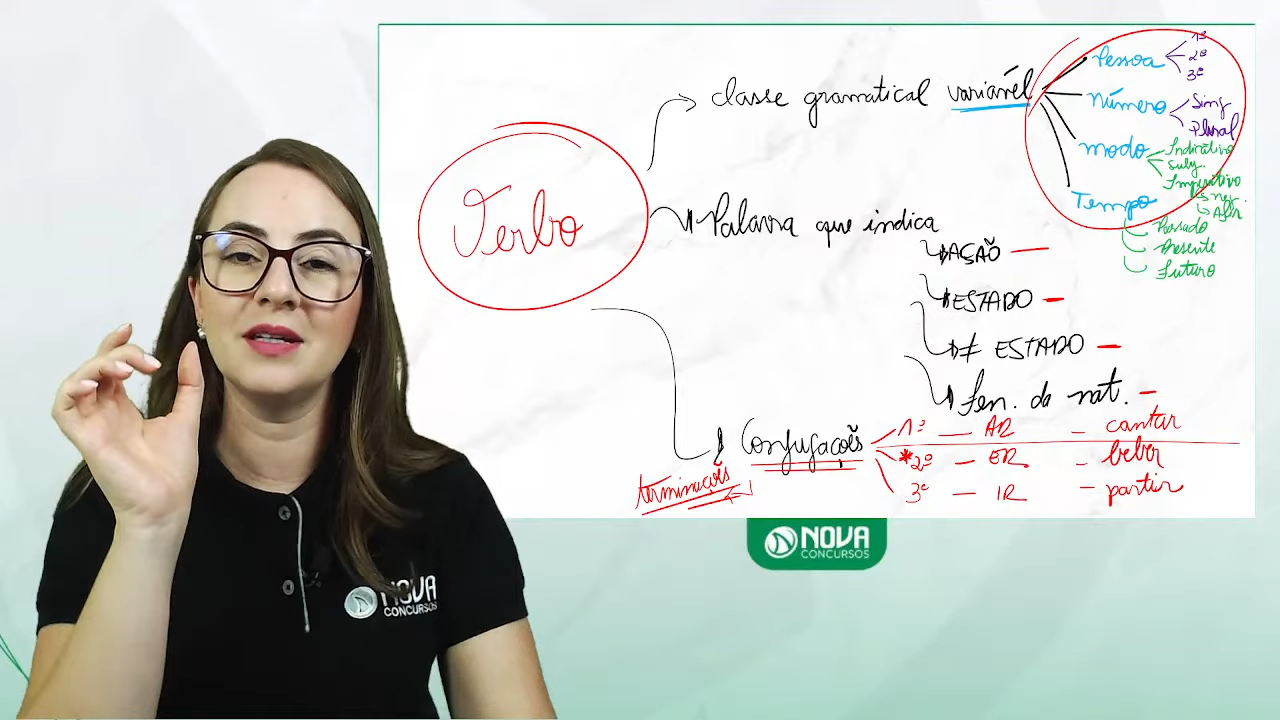 Verbo
classe gramatical variável
Pessoa
1ª
2ª
3ª
Número
Sing
Plural
modo
Indicativo
Subj.
Imperativo
neg.
Afir
Tempo
Passado
Presente
Futuro
Palavra que indica
AÇÃO
ESTADO
≠ ESTADO
Fen. da nat.
Conjugações
terminações
1ª — AR – cantar
*2ª – ER – beber
3ª — IR – partir
NOVA
CONCURSOS
NOVA
CONCURSOS